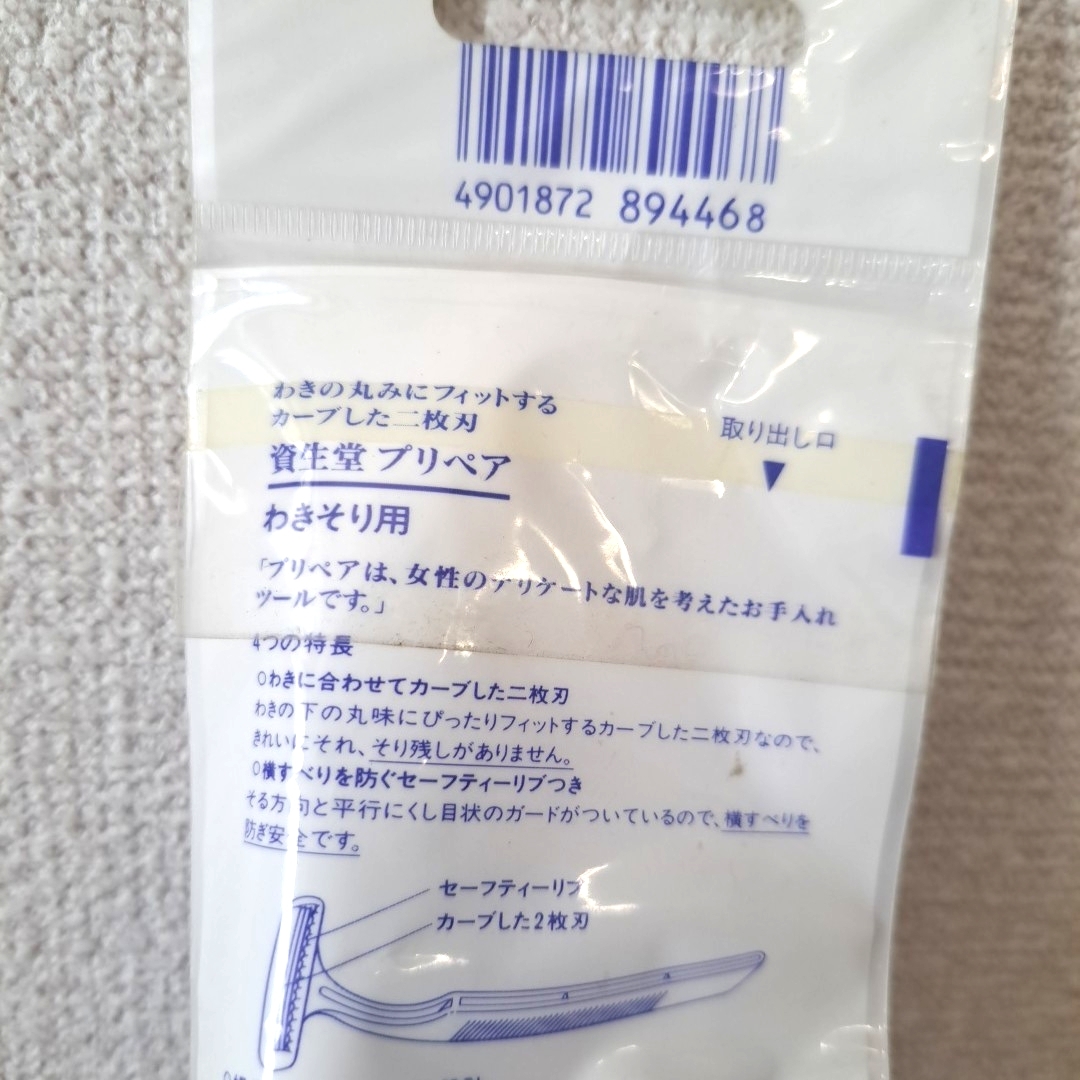 4901872 894468
わきの丸みにフィットする
カーブした二枚刃
資生堂 プリペア
取り出し口
▼
わきそり用
「プリペアは、女性のデリケートな肌を考えたお手入れ
ツールです。」
4つの特長
○わきに合わせてカーブした二枚刃
わきの下の丸味にぴったりフィットするカーブした二枚刃なので、
きれいにそれ、そり残しがありません。
○横すべりを防ぐセーフティーリブつき
そる方向と平行にくし目状のガードがついているので、横すべりを
防ぎ安全です。
セーフティーリブ
カーブした2枚刃